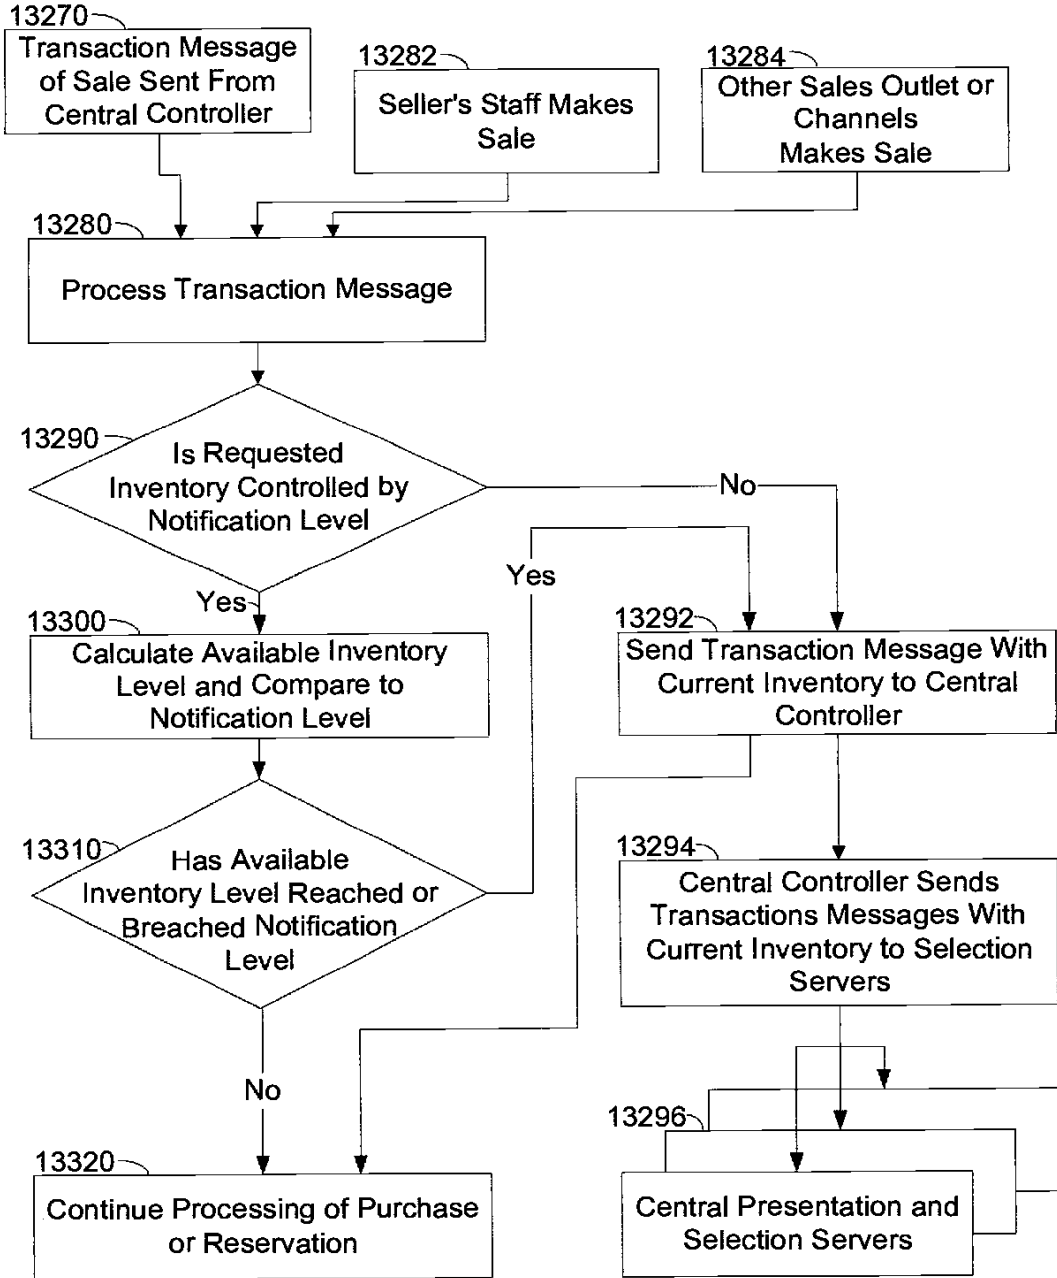 13270
Transaction Message
of Sale Sent From
Central Controller
13282
Seller's Staff Makes
Sale
13284
Other Sales Outlet or
Channels
Makes Sale
13280
Process Transaction Message
13290
Is Requested
Inventory Controlled by
Notification Level
No
Yes
Yes
13300
Calculate Available Inventory
Level and Compare to
Notification Level
13292
Send Transaction Message With
Current Inventory to Central
Controller
13310
Has Available
Inventory Level Reached or
Breached Notification
Level
13294
Central Controller Sends
Transactions Messages With
Current Inventory to Selection
Servers
No
13296
Central Presentation and
Selection Servers
13320
Continue Processing of Purchase
or Reservation